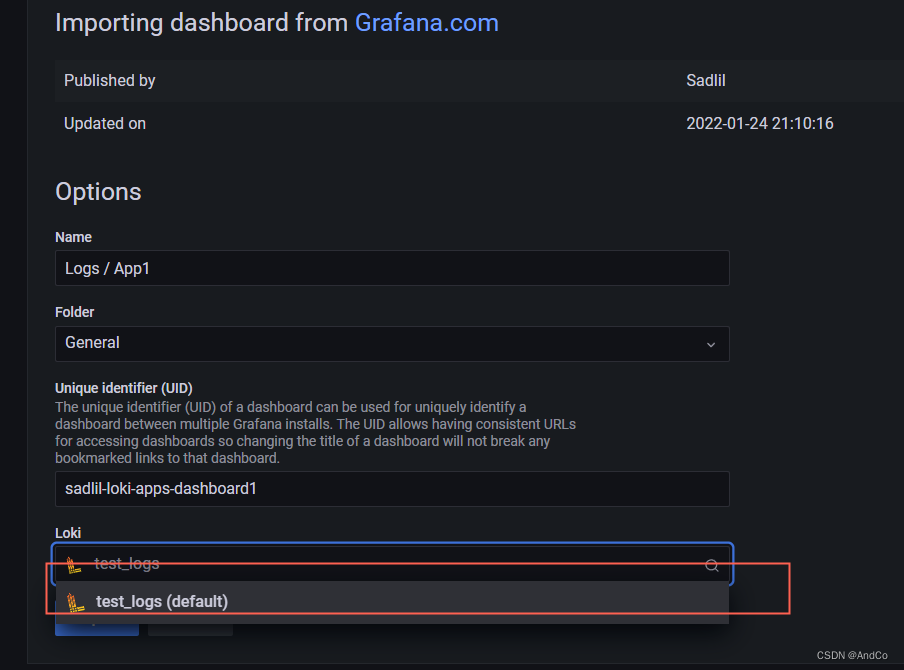 Importing dashboard from Grafana.com
Published by Sadlil
Updated on 2022-01-24 21:10:16
Options
Name
Logs / App1
Folder
General
Unique identifier (UID)
The unique identifier (UID) of a dashboard can be used for uniquely identify a
dashboard between multiple Grafana installs. The UID allows having consistent URLs
for accessing dashboards so changing the title of a dashboard will not break any
bookmarked links to that dashboard.
sadlil-loki-apps-dashboard1
Loki
test_logs
test_logs (default)
CSDN @AndCo